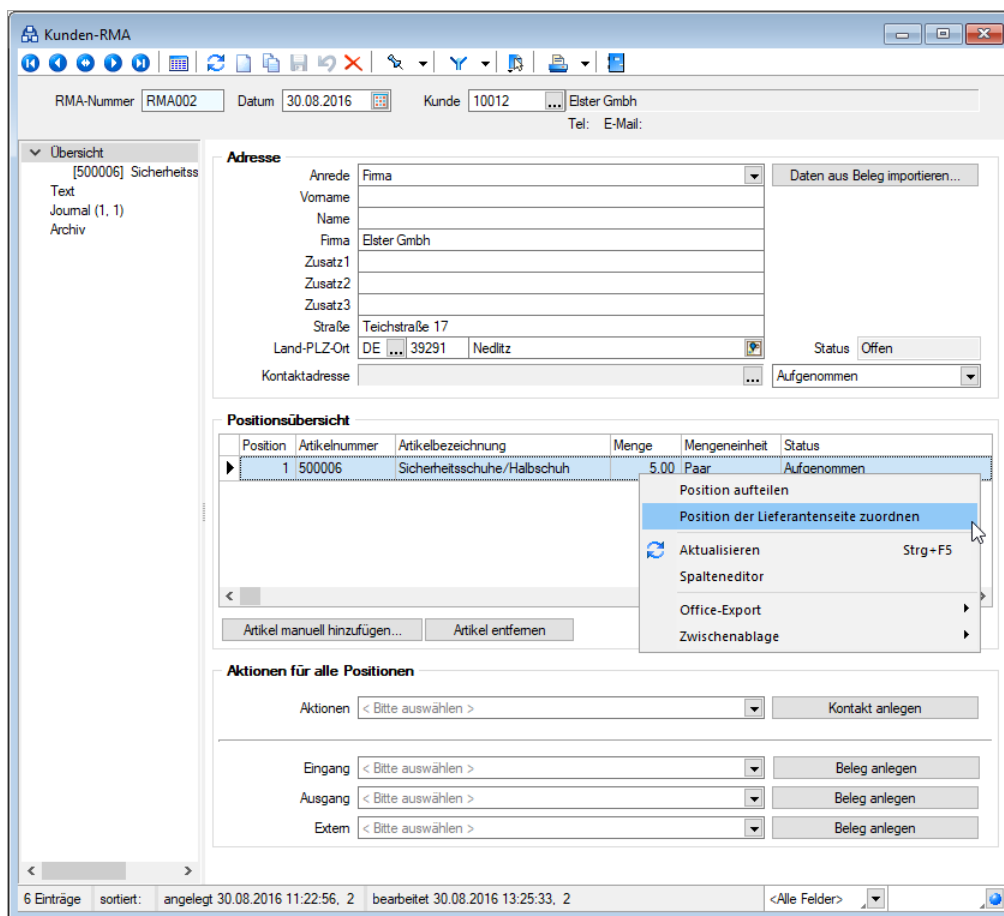 Kunden-RMA
RMA-Nummer RMA002 Datum 30.08.2016 Kunde 10012 ... Elster Gmbh
Tel: E-Mail:
Übersicht
[500006] Sicherheitss
Text
Journal (1, 1)
Archiv
Adresse
Anrede Firma Daten aus Beleg importieren...
Vorname
Name
Firma Elster Gmbh
Zusatz1
Zusatz2
Zusatz3
Straße Teichstraße 17
Land-PLZ-Ort DE ... 39291 Nedlitz Status Offen
Kontaktadresse ... Aufgenommen
Positionsübersicht
Position Artikelnummer Artikelbezeichnung Menge Mengeneinheit Status
1 500006 Sicherheitsschuhe/Halbschuh 5.00 Paar Aufgenommen
Position aufteilen
Position der Lieferantenseite zuordnen
Aktualisieren Strg+F5
Spalteneditor
Office-Export
Zwischenablage
Artikel manuell hinzufügen... Artikel entfernen
Aktionen für alle Positionen
Aktionen < Bitte auswählen > Kontakt anlegen
Eingang < Bitte auswählen > Beleg anlegen
Ausgang < Bitte auswählen > Beleg anlegen
Extern < Bitte auswählen > Beleg anlegen
6 Einträge sortiert: angelegt 30.08.2016 11:22:56, 2 bearbeitet 30.08.2016 13:25:33, 2 <Alle Felder>